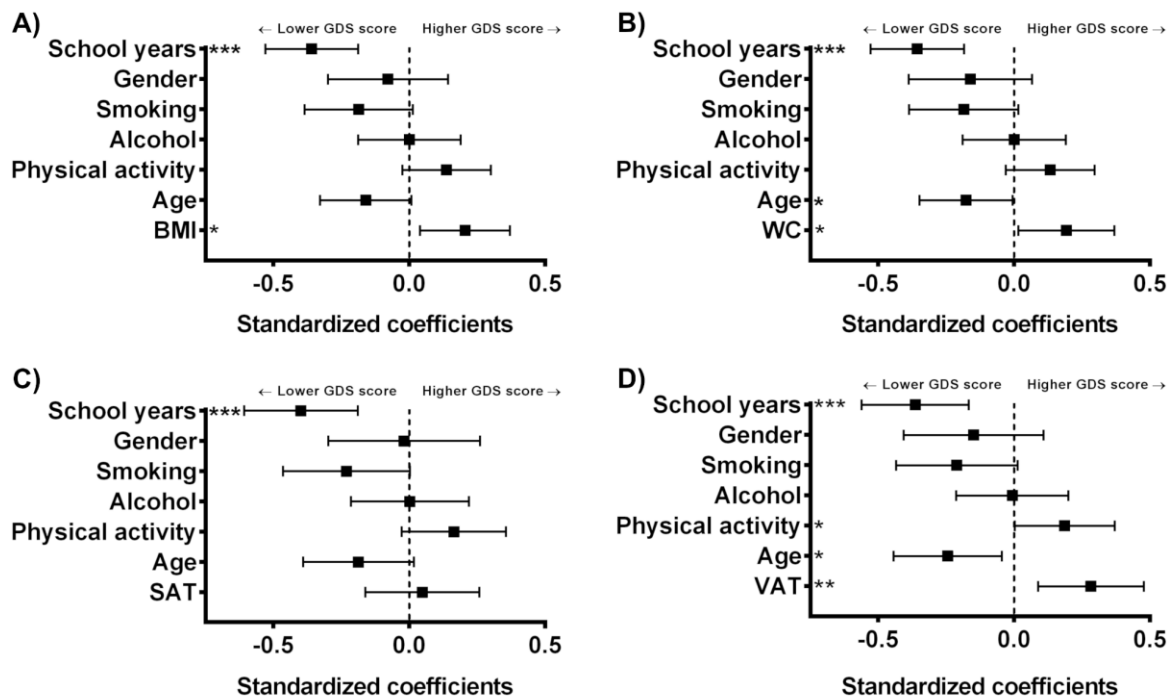 A)
← Lower GDS score Higher GDS score →
School years ***
Gender
Smoking
Alcohol
Physical activity
Age
BMI *
-0.5 0.0 0.5
Standardized coefficients
B)
← Lower GDS score Higher GDS score →
School years ***
Gender
Smoking
Alcohol
Physical activity
Age *
WC *
-0.5 0.0 0.5
Standardized coefficients
C)
← Lower GDS score Higher GDS score →
School years ***
Gender
Smoking
Alcohol
Physical activity
Age
SAT
-0.5 0.0 0.5
Standardized coefficients
D)
← Lower GDS score Higher GDS score →
School years ***
Gender
Smoking
Alcohol
Physical activity *
Age *
VAT **
-0.5 0.0 0.5
Standardized coefficients